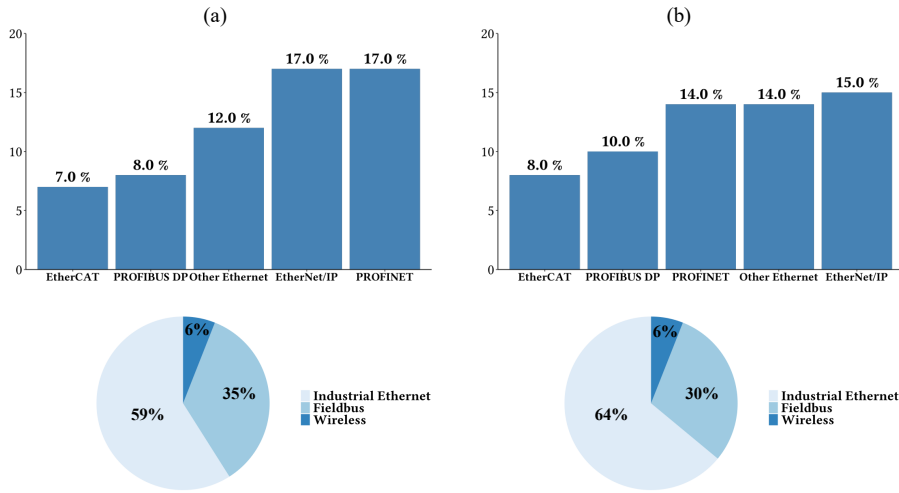 (a)
20
15
10
5
0
7.0 %
8.0 %
12.0 %
17.0 %
17.0 %
EtherCAT
PROFIBUS DP
Other Ethernet
EtherNet/IP
PROFINET
6%
35%
59%
Industrial Ethernet
Fieldbus
Wireless
(b)
20
15
10
5
0
8.0 %
10.0 %
14.0 %
14.0 %
15.0 %
EtherCAT
PROFIBUS DP
PROFINET
Other Ethernet
EtherNet/IP
6%
30%
64%
Industrial Ethernet
Fieldbus
Wireless